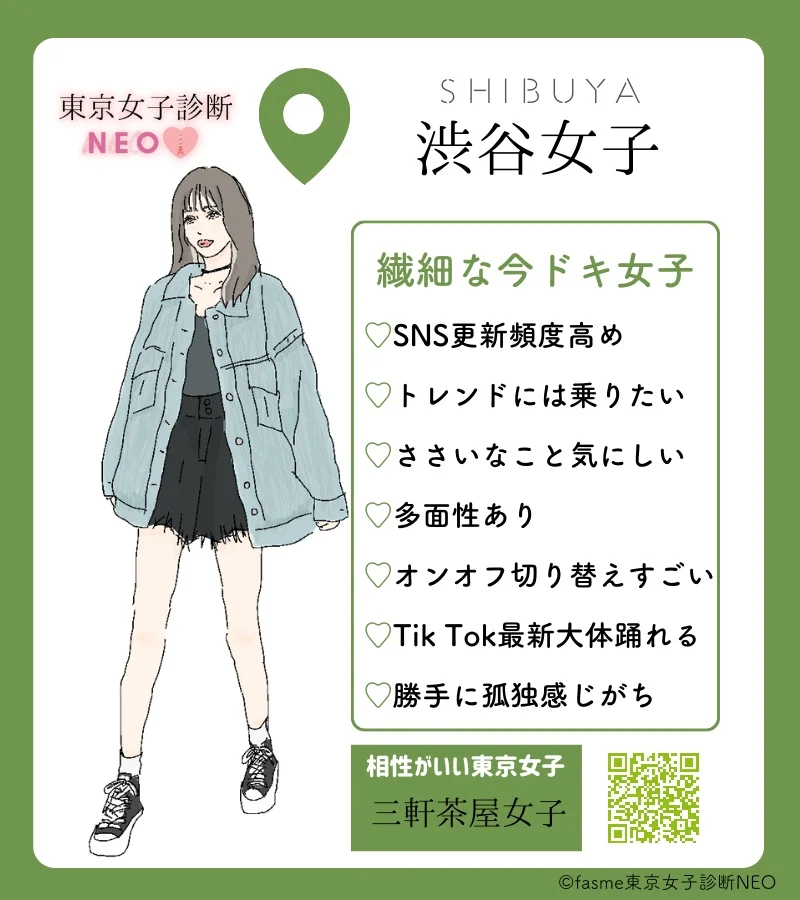 東京女子診断
NEO
SHIBUYA
渋谷女子
繊細な今ドキ女子
♡SNS更新頻度高め
♡トレンドには乗りたい
♡ささいなこと気にしい
♡多面性あり
♡オンオフ切り替えすごい
♡Tik Tok最新大体踊れる
♡勝手に孤独感じがち
相性がいい東京女子
三軒茶屋女子
©fasme東京女子診断NEO